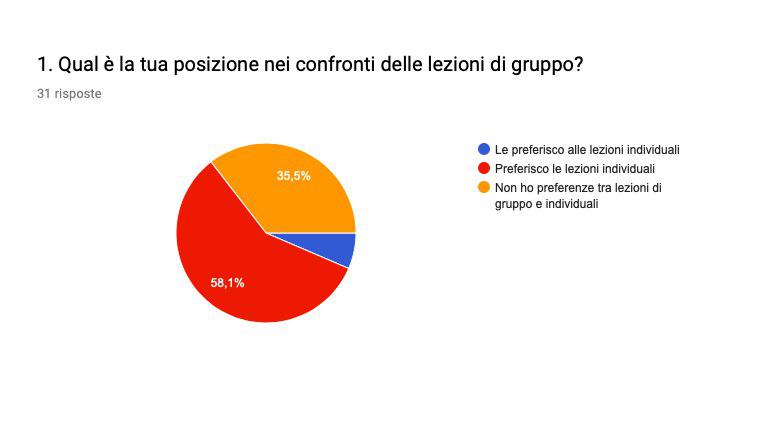 1. Qual è la tua posizione nei confronti delle lezioni di gruppo?
31 risposte
35,5%
58,1%
Le preferisco alle lezioni individuali
Preferisco le lezioni individuali
Non ho preferenze tra lezioni di
gruppo e individuali